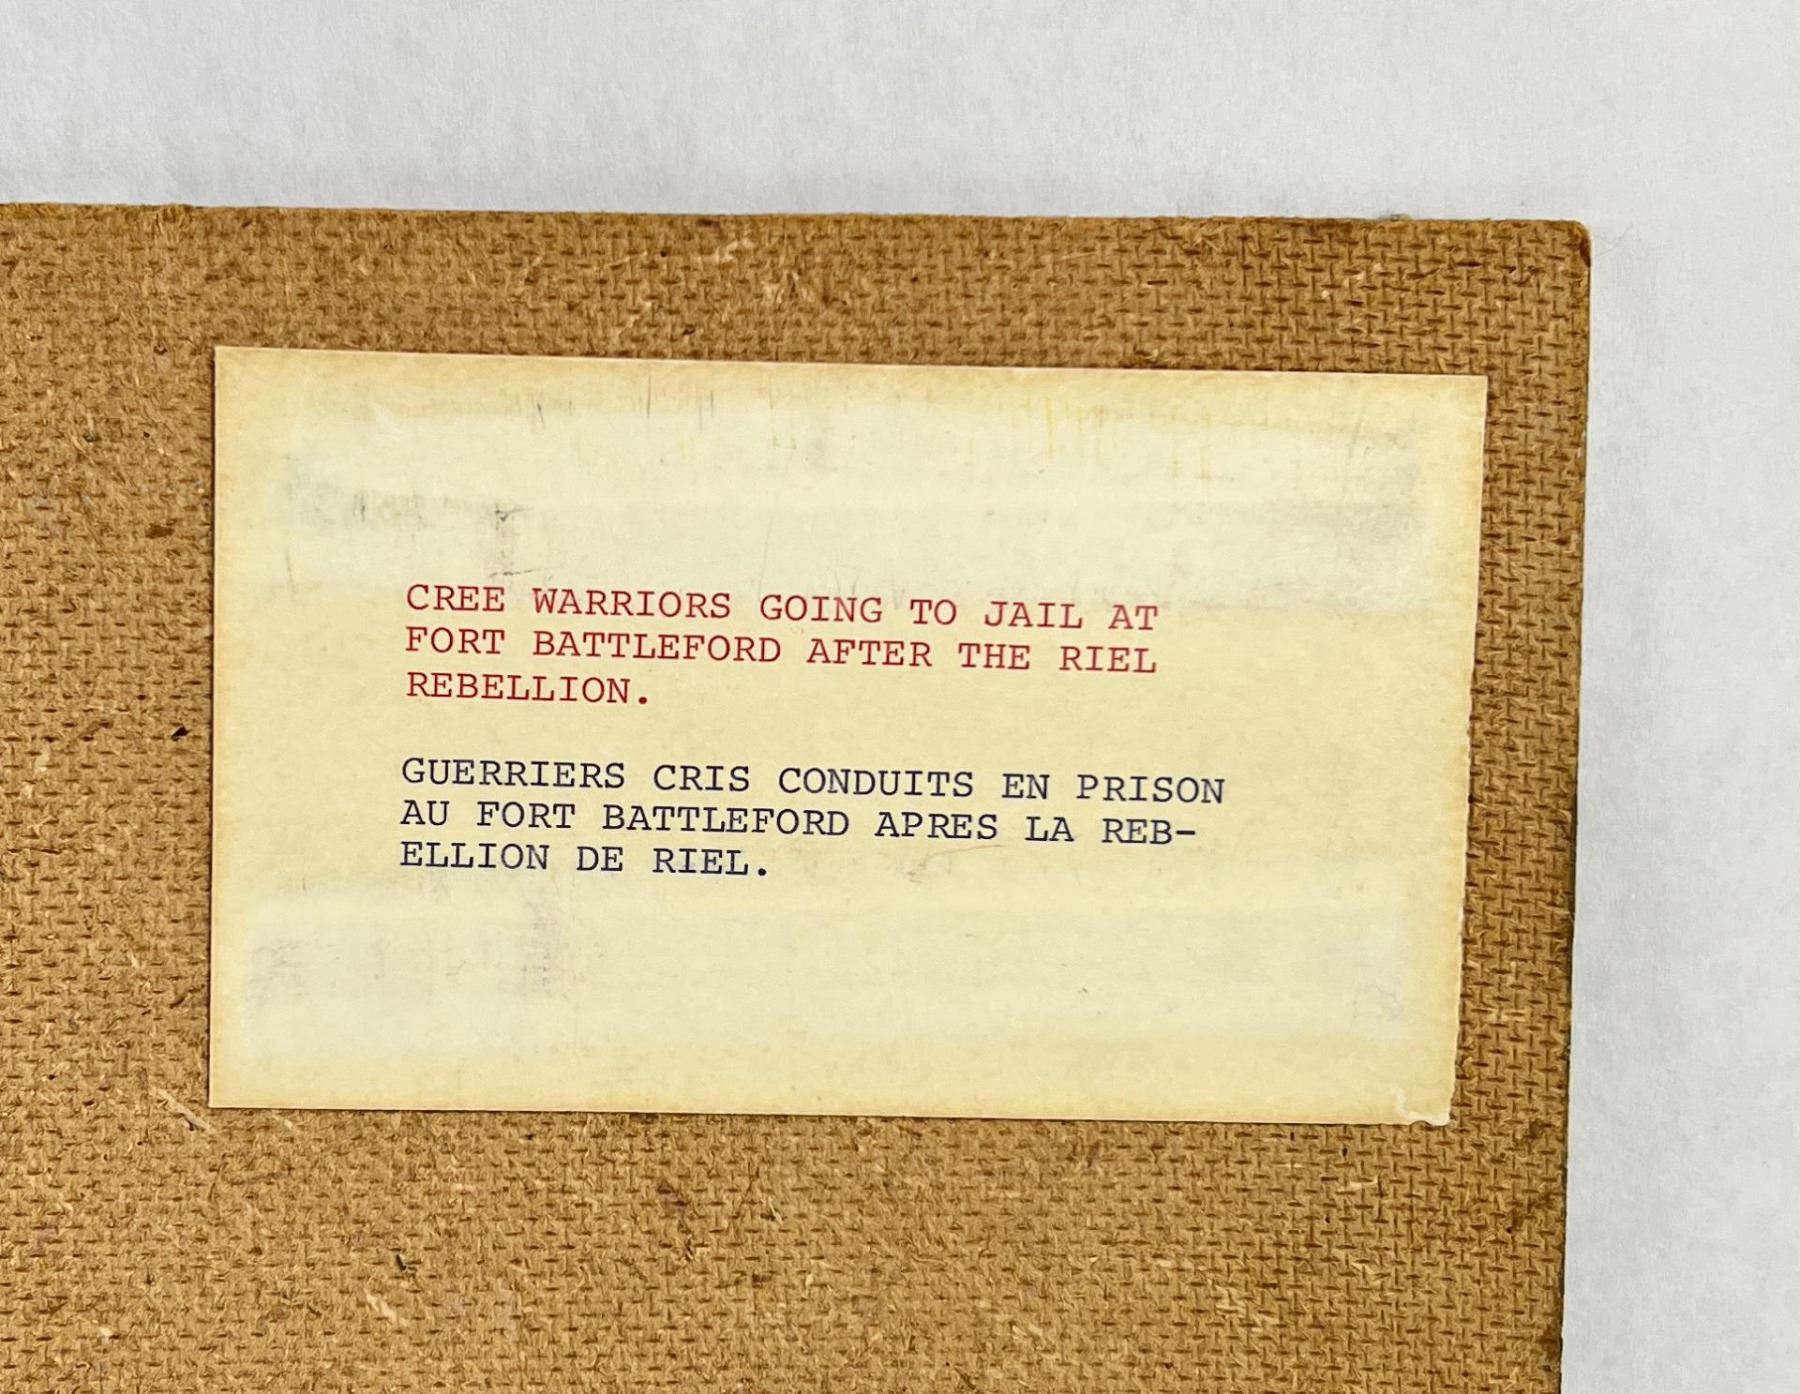 CREE WARRIORS GOING TO JAIL AT
FORT BATTLEFORD AFTER THE RIEL
REBELLION.
GUERRIERS CRIS CONDUITS EN PRISON
AU FORT BATTLEFORD APRES LA REB-
ELLION DE RIEL.